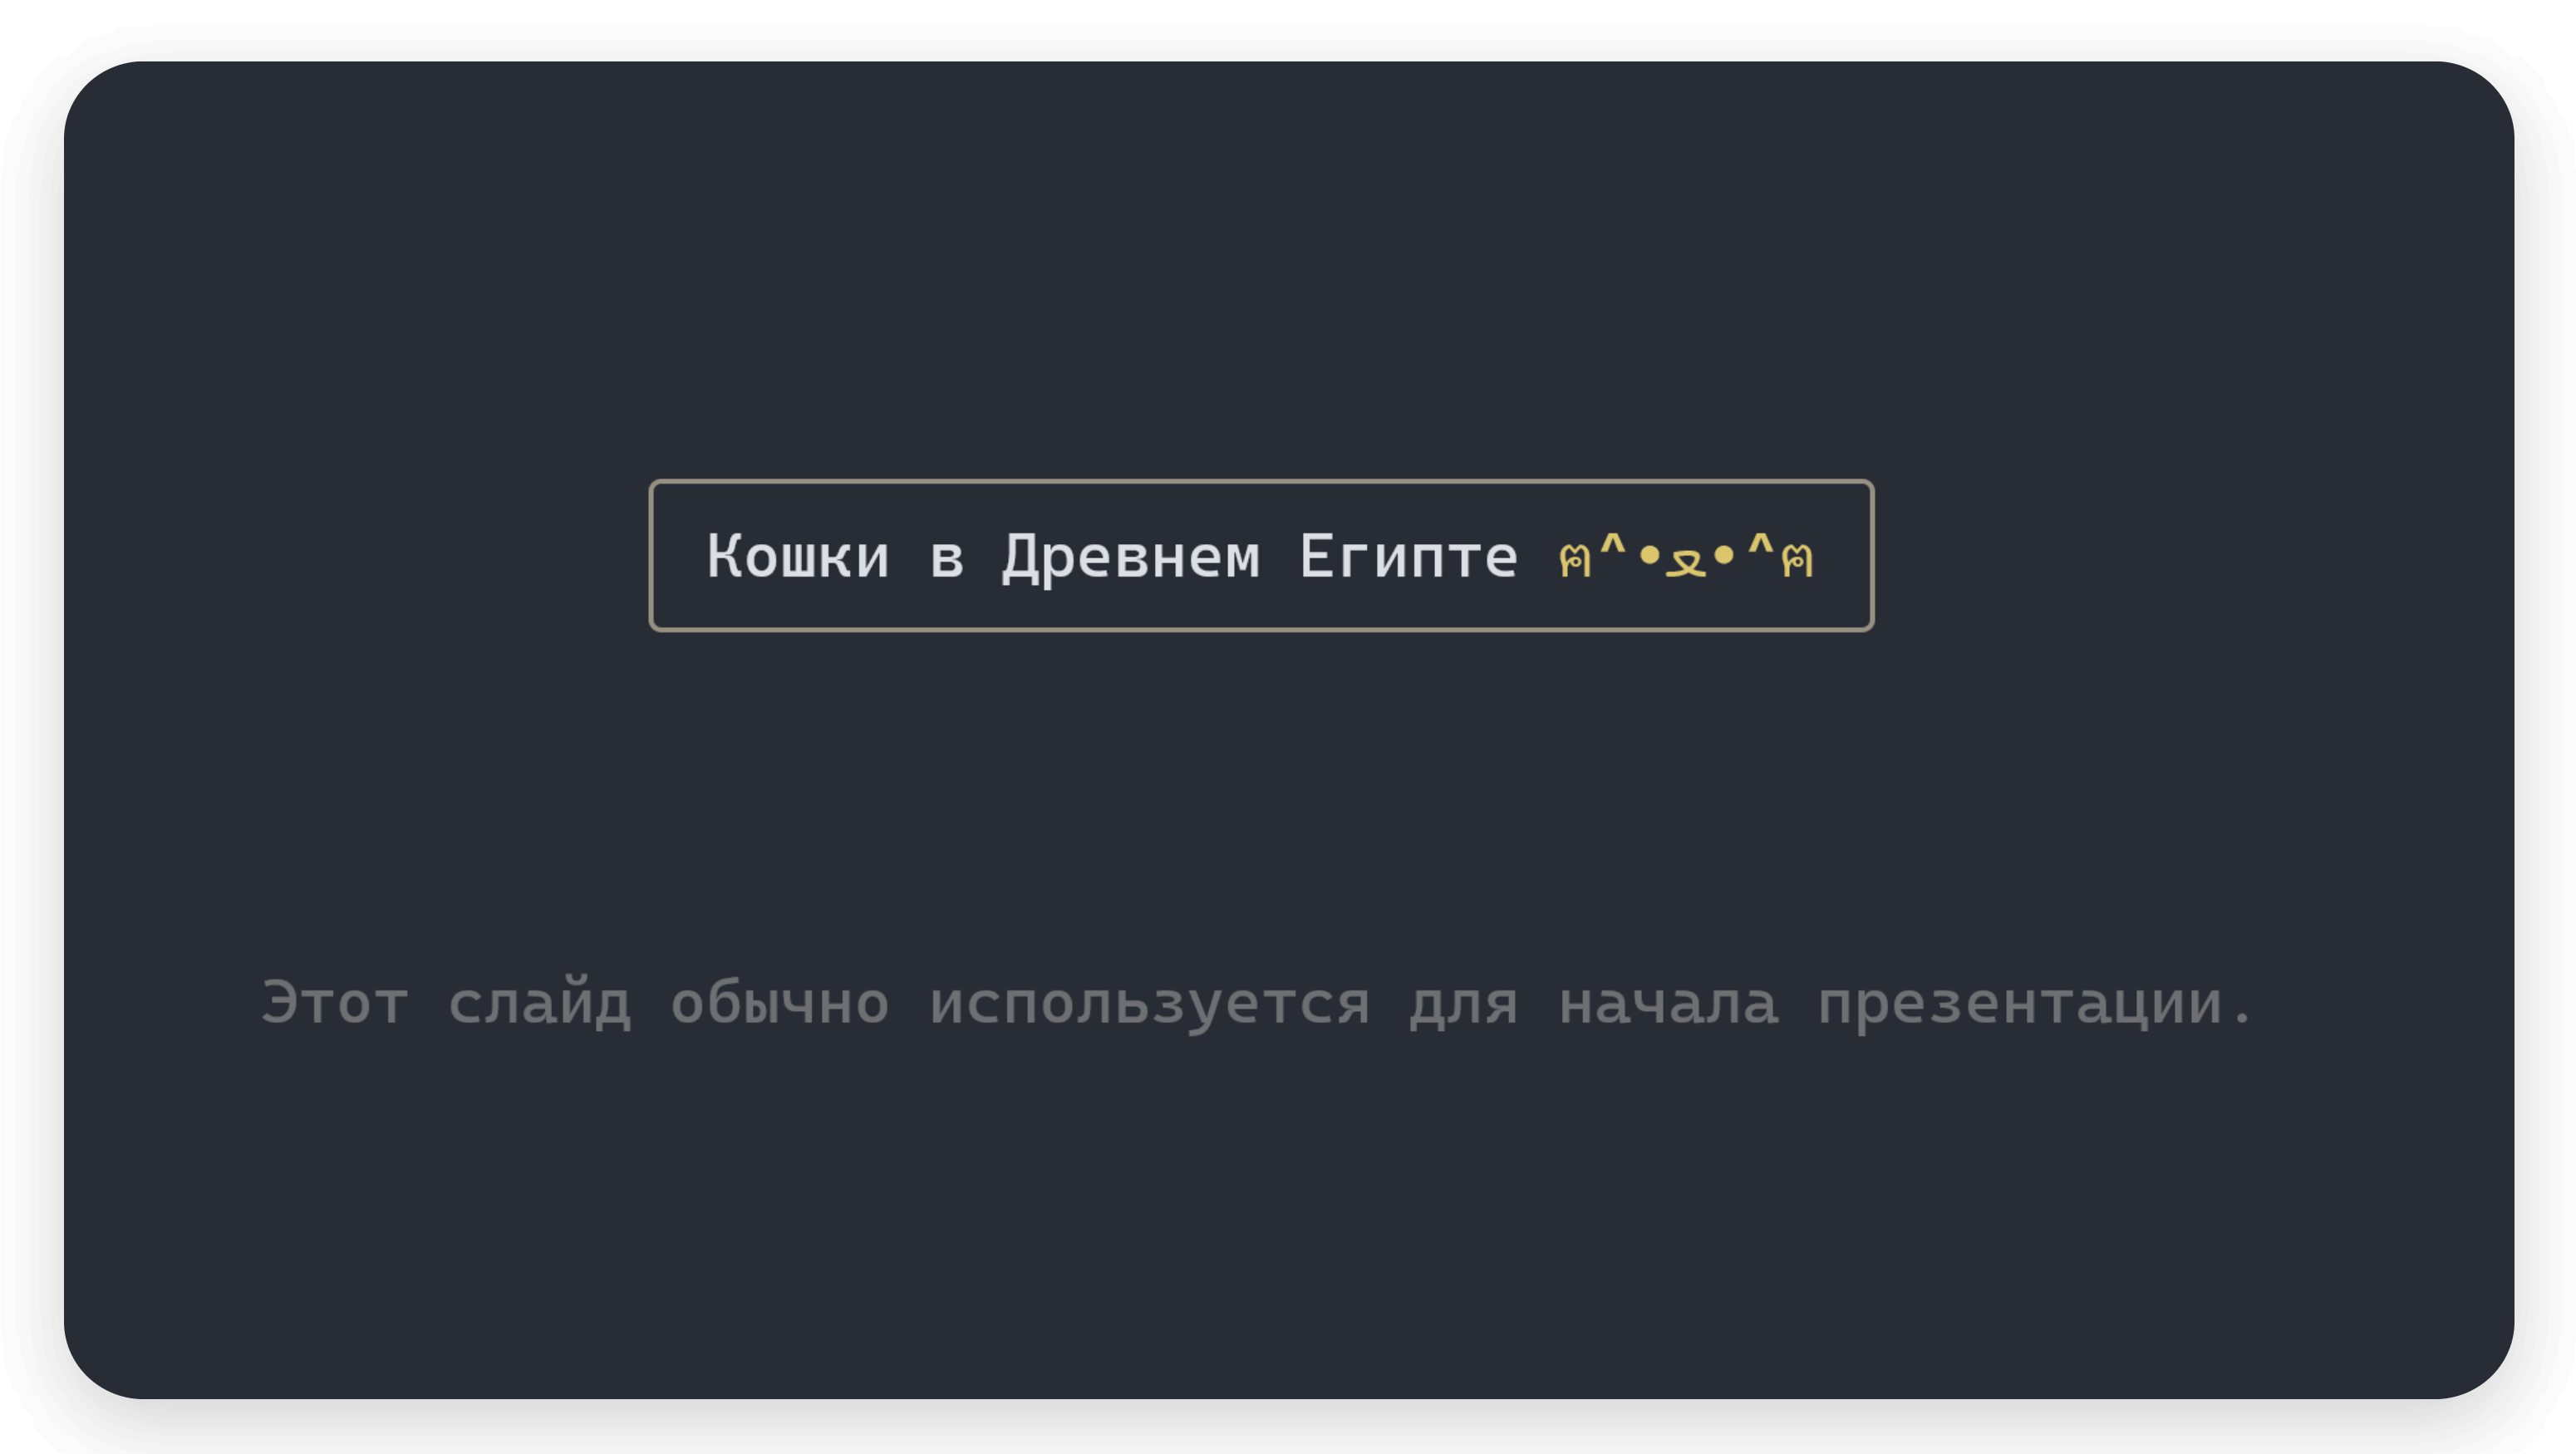 Кошки в Древнем Египте ฅ^•ﻌ•^ฅ
Этот слайд обычно используется для начала презентации.